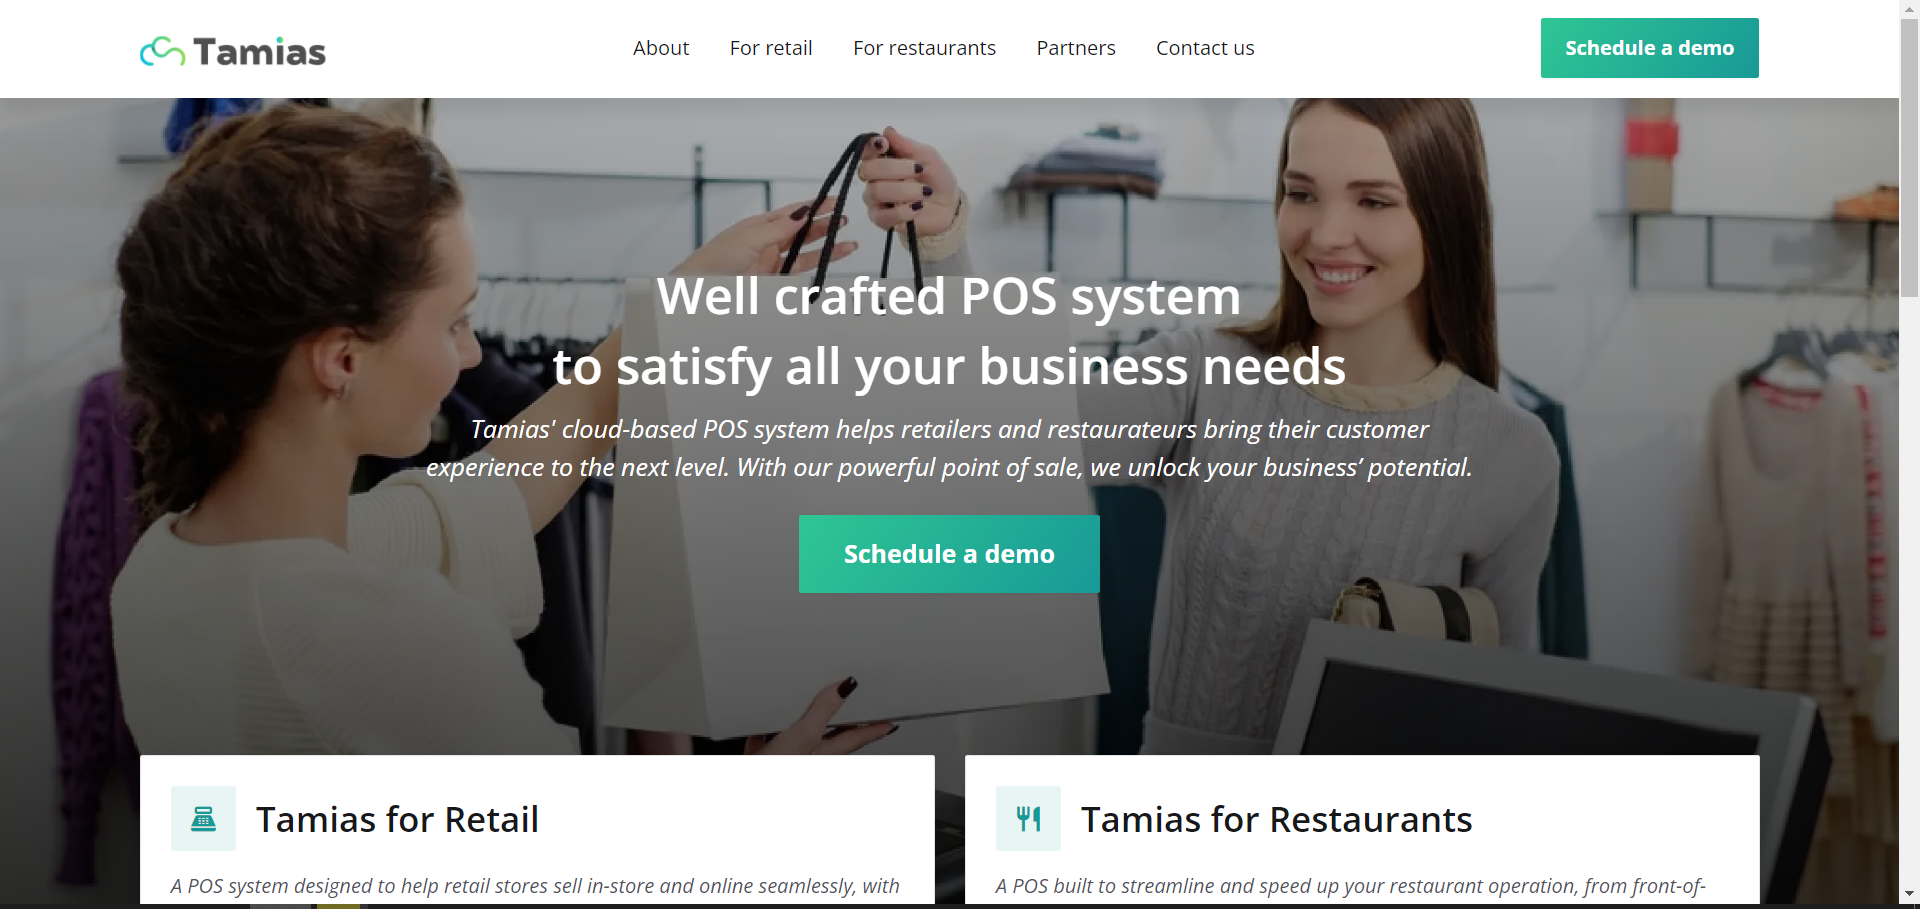 Tamias
About
For retail
For restaurants
Partners
Contact us
Schedule a demo
Well crafted POS system
to satisfy all your business needs
Tamias' cloud-based POS system helps retailers and restaurateurs bring their customer
experience to the next level. With our powerful point of sale, we unlock your business’ potential.
Schedule a demo
Tamias for Retail
A POS system designed to help retail stores sell in-store and online seamlessly, with
Tamias for Restaurants
A POS built to streamline and speed up your restaurant operation, from front-of-